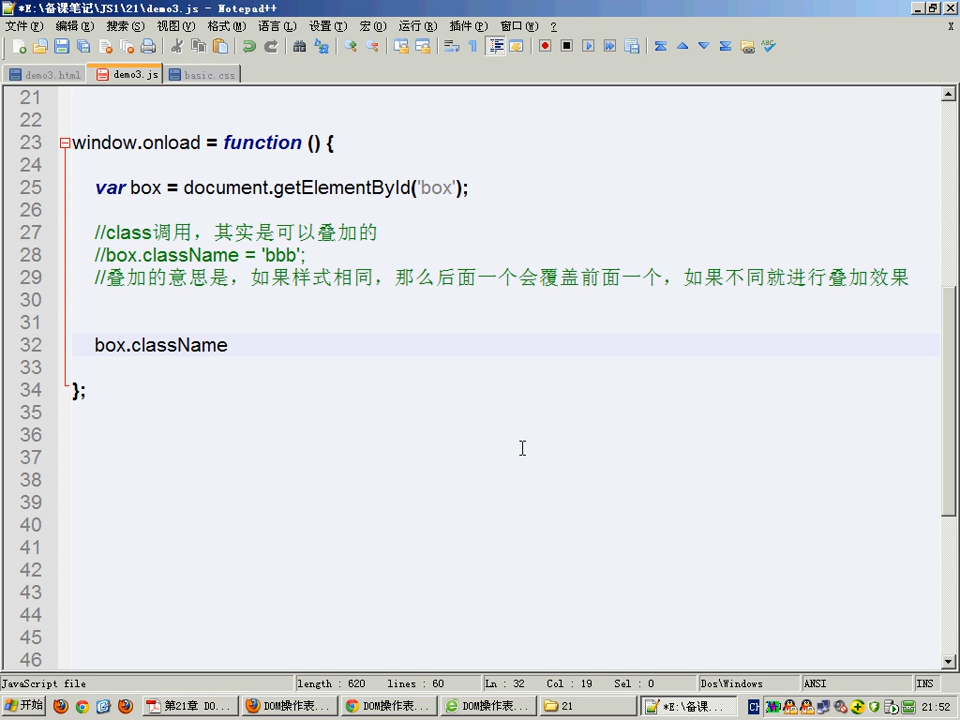 *E:\备课笔记\JS1\21\demo3.js - Notepad++
文件(F) 编辑(E) 搜索(S) 视图(V) 格式(M) 语言(L) 设置(T) 宏(O) 运行(R) 插件(P) 窗口(W) ? X
demo3.html demo3.js basic.css
21
22
23 window.onload = function () {
24
25 var box = document.getElementById('box');
26
27 //class调用，其实是可以叠加的
28 //box.className = 'bbb';
29 //叠加的意思是，如果样式相同，那么后面一个会覆盖前面一个，如果不同就进行叠加效果
30
31
32 box.className
33
34 };
35
36
37
38
39
40
41
42
43
44
45
46
JavaScript file length : 620 lines : 60 Ln : 32 Col : 19 Sel : 0 Dos\Windows ANSI INS
开始 第21章 DO... DOM操作表... DOM操作表... DOM操作表... 21 *E:\备课... 21:52